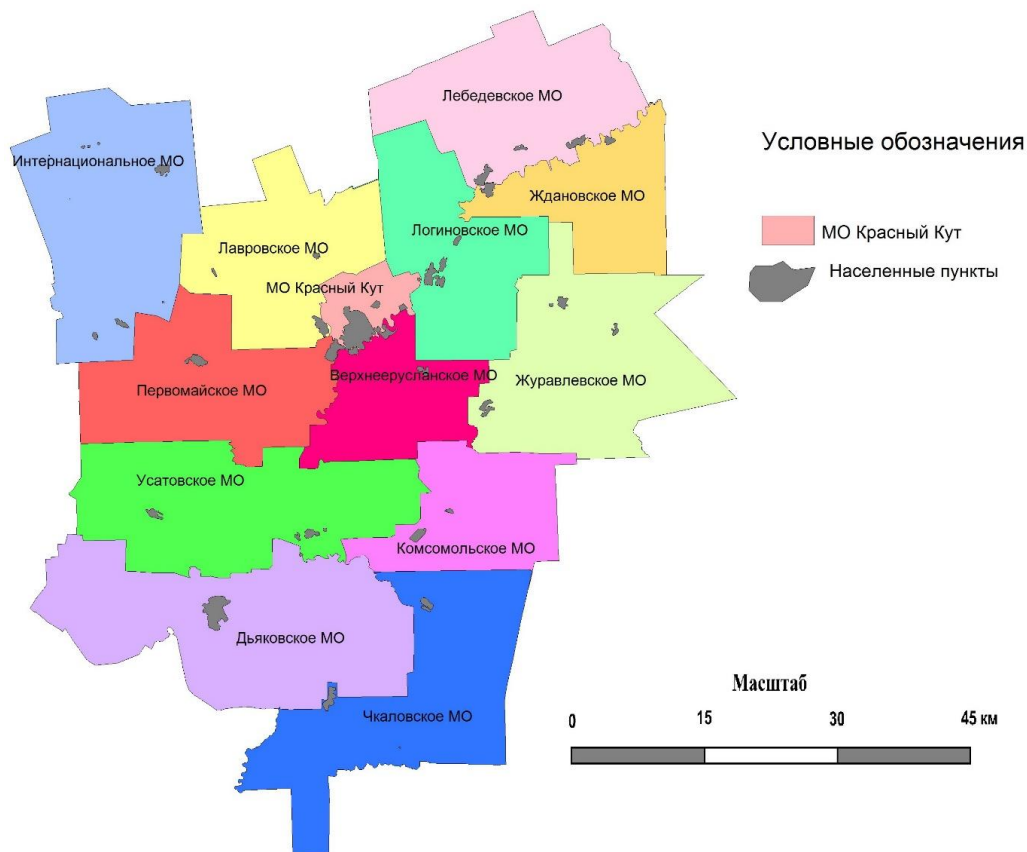 Лебедевское МО
Условные обозначения
Интернациональное МО
Ждановское МО
Логиновское МО
МО Красный Кут
Лавровское МО
Населенные пункты
МО Красный Кут
Верхнееруслансκое МО
Журавлевское МО
Первомайское МО
Усатовское МО
Комсомольское МО
Дьяковское МО
Масштаб
Чкаловское МО
0 15 30 45 км